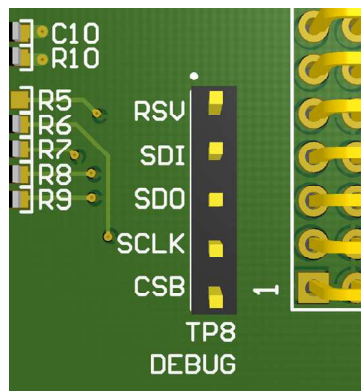 C10
R10
R5
R6
R7
R8
R9
RSV
SDI
SDO
SCLK
CSB
1
TP8
DEBUG